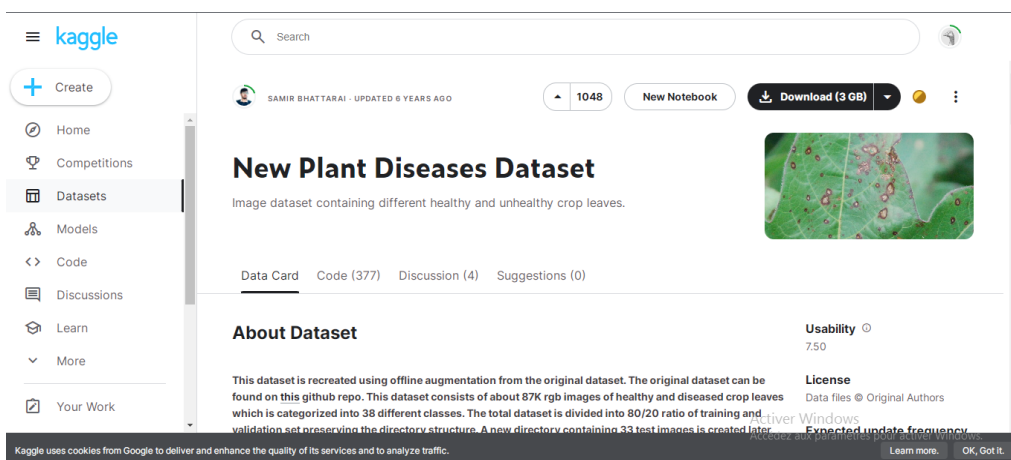 kaggle
Search
Create
SAMIR BHATTARAI · UPDATED 6 YEARS AGO
1048
New Notebook
Download (3 GB)
Home
Competitions
Datasets
Models
Code
Discussions
Learn
More
Your Work
New Plant Diseases Dataset
Image dataset containing different healthy and unhealthy crop leaves.
Data Card Code (377) Discussion (4) Suggestions (0)
About Dataset
This dataset is recreated using offline augmentation from the original dataset. The original dataset can be
found on this github repo. This dataset consists of about 87K rgb images of healthy and diseased crop leaves
which is categorized into 38 different classes. The total dataset is divided into 80/20 ratio of training and
validation set preserving the directory structure. A new directory containing 33 test images is created later
Usability
7.50
License
Data files © Original Authors
Expected update frequency
Activer Windows
Accédez aux paramètres pour activer Windows.
Kaggle uses cookies from Google to deliver and enhance the quality of its services and to analyze traffic.
Learn more.
OK, Got it.